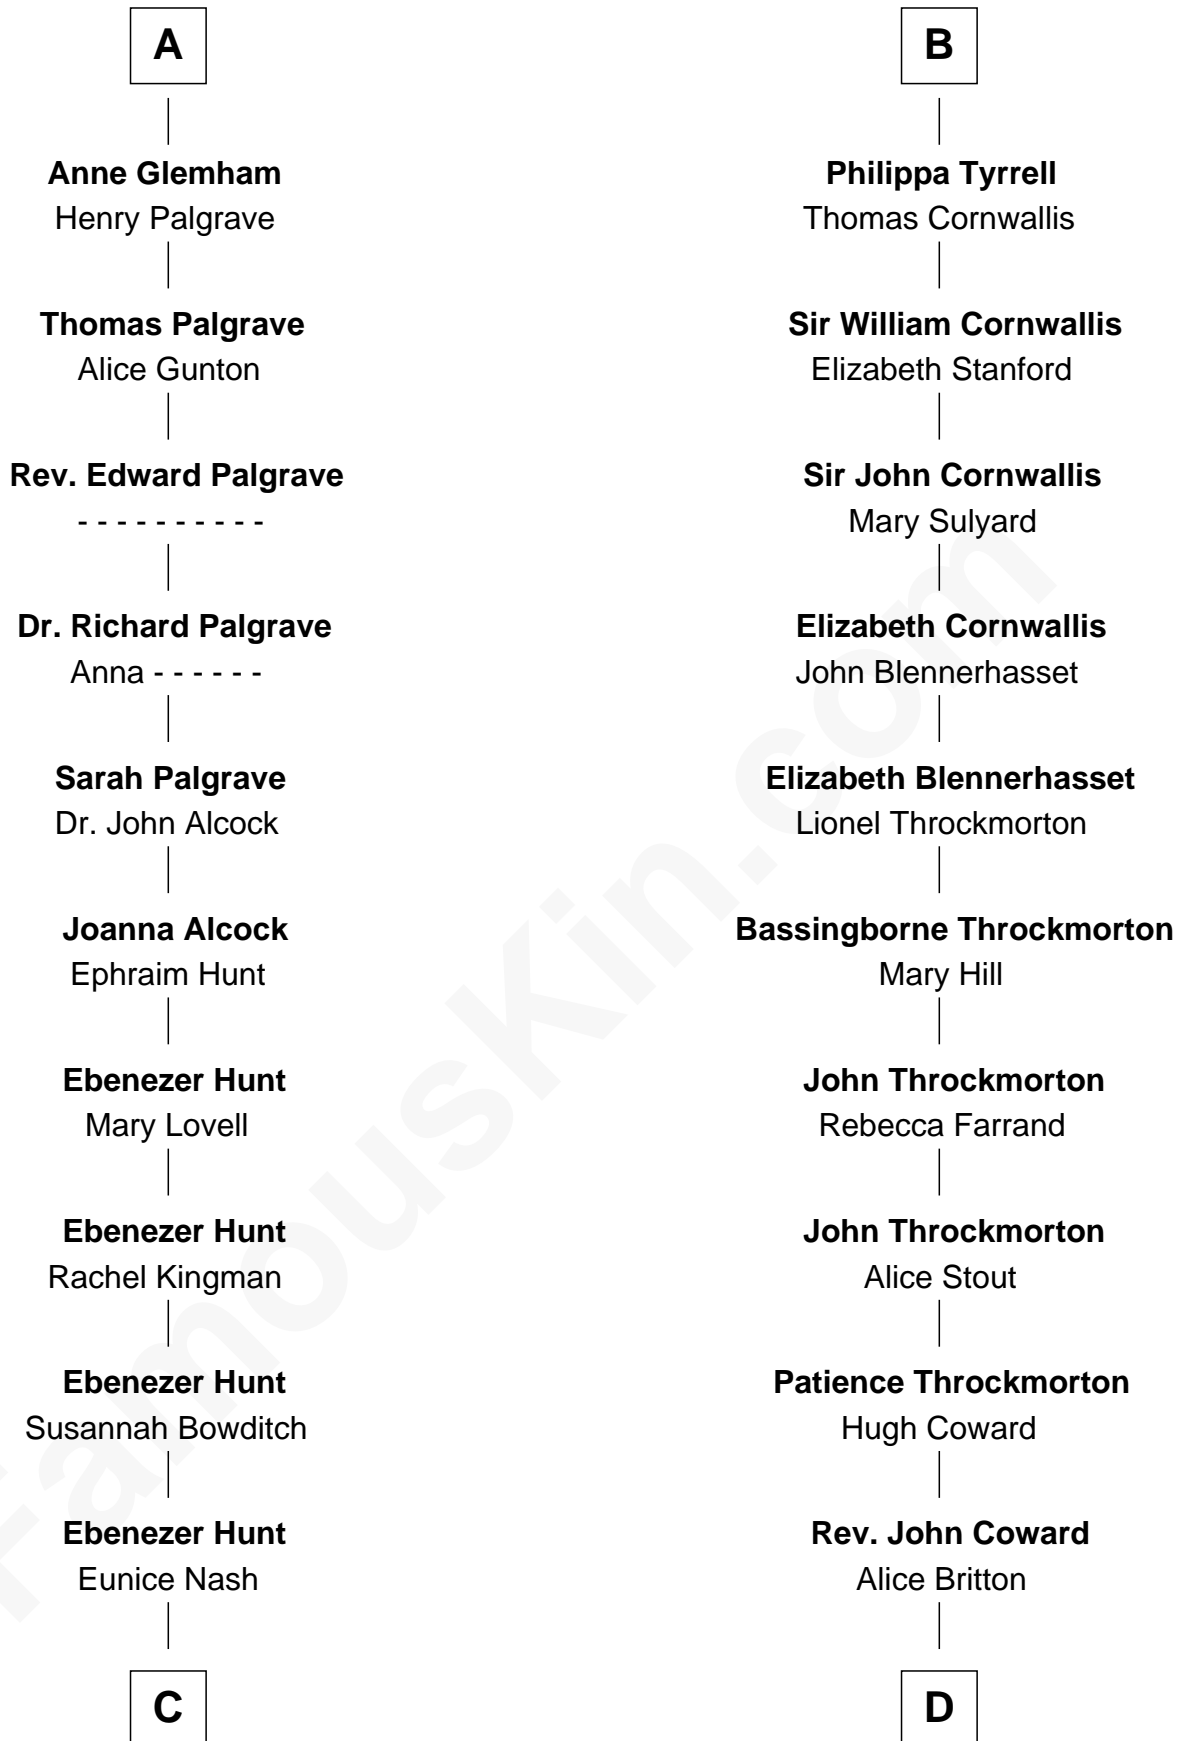 A
Anne Glemham
Henry Palgrave
Thomas Palgrave
Alice Gunton
Rev. Edward Palgrave
- - - - - - - - - -
Dr. Richard Palgrave
Anna - - - - - -
Sarah Palgrave
Dr. John Alcock
Joanna Alcock
Ephraim Hunt
Ebenezer Hunt
Mary Lovell
Ebenezer Hunt
Rachel Kingman
Ebenezer Hunt
Susannah Bowditch
Ebenezer Hunt
Eunice Nash
C
B
Philippa Tyrrell
Thomas Cornwallis
Sir William Cornwallis
Elizabeth Stanford
Sir John Cornwallis
Mary Sulyard
Elizabeth Cornwallis
John Blennerhasset
Elizabeth Blennerhasset
Lionel Throckmorton
Bassingborne Throckmorton
Mary Hill
John Throckmorton
Rebecca Farrand
John Throckmorton
Alice Stout
Patience Throckmorton
Hugh Coward
Rev. John Coward
Alice Britton
D
FamousKin.com